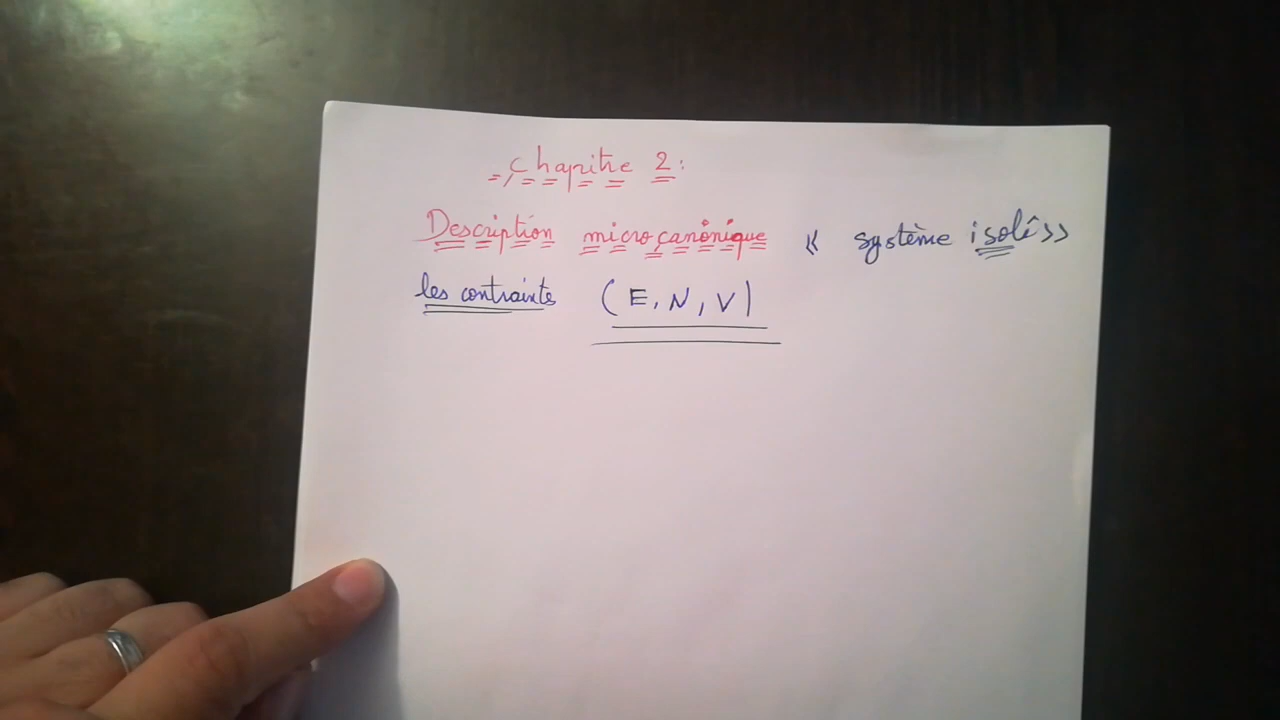 Chapitre 2 :
Description microcanonique << système isolé >>
les contrainte (E, N, V)